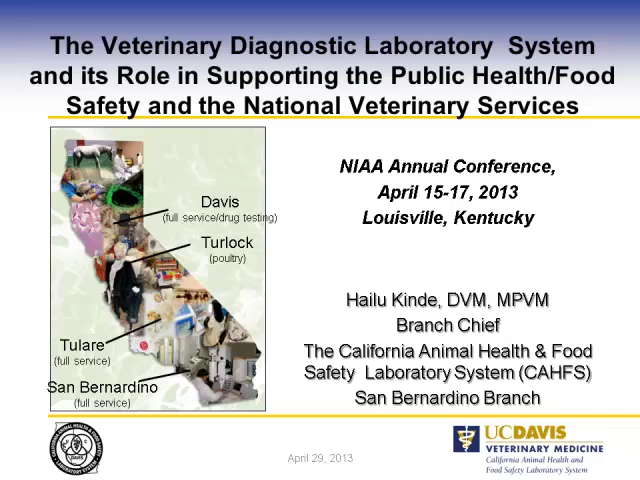 The Veterinary Diagnostic Laboratory System
and its Role in Supporting the Public Health/Food
Safety and the National Veterinary Services
NIAA Annual Conference,
April 15-17, 2013
Louisville, Kentucky
Davis
(full service/drug testing)
Turlock
(poultry)
Tulare
(full service)
San Bernardino
(full service)
Hailu Kinde, DVM, MPVM
Branch Chief
The California Animal Health & Food
Safety Laboratory System (CAHFS)
San Bernardino Branch
April 29, 2013
UCDAVIS
VETERINARY MEDICINE
California Animal Health and
Food Safety Laboratory System